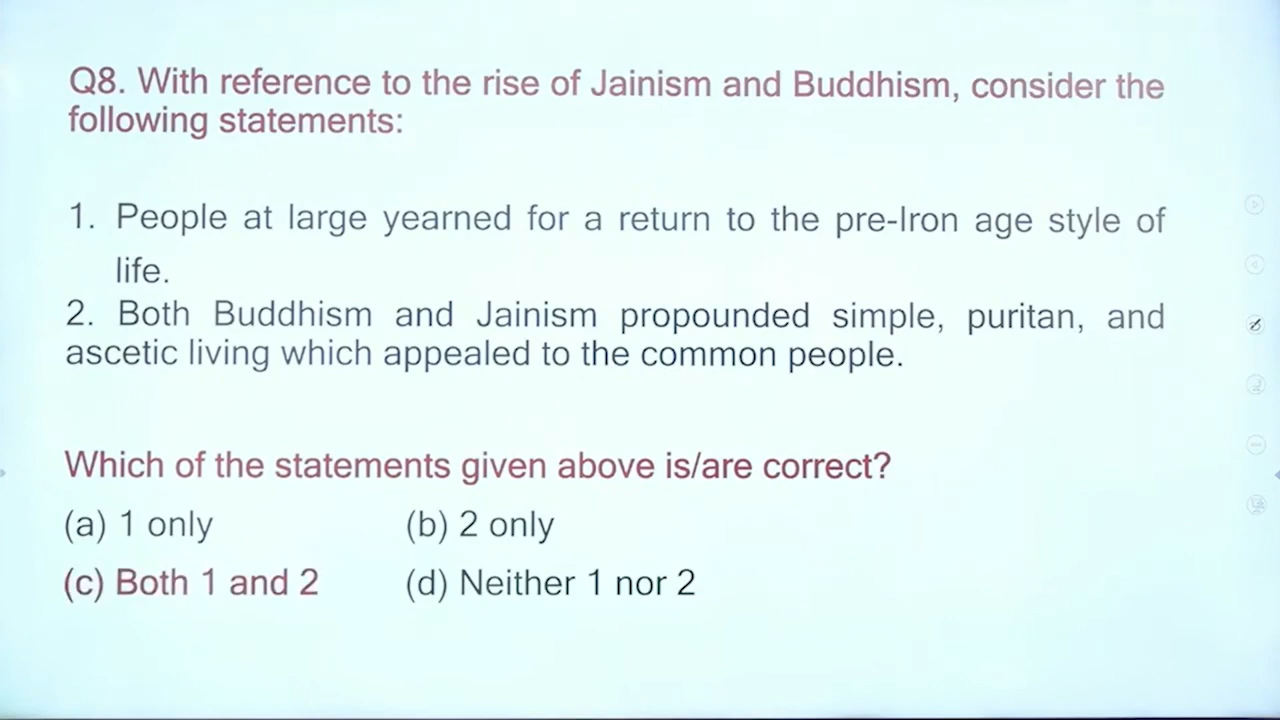 Q8. With reference to the rise of Jainism and Buddhism, consider the
following statements:
1. People at large yearned for a return to the pre-Iron age style of
life.
2. Both Buddhism and Jainism propounded simple, puritan, and
ascetic living which appealed to the common people.
Which of the statements given above is/are correct?
(a) 1 only (b) 2 only
(c) Both 1 and 2 (d) Neither 1 nor 2